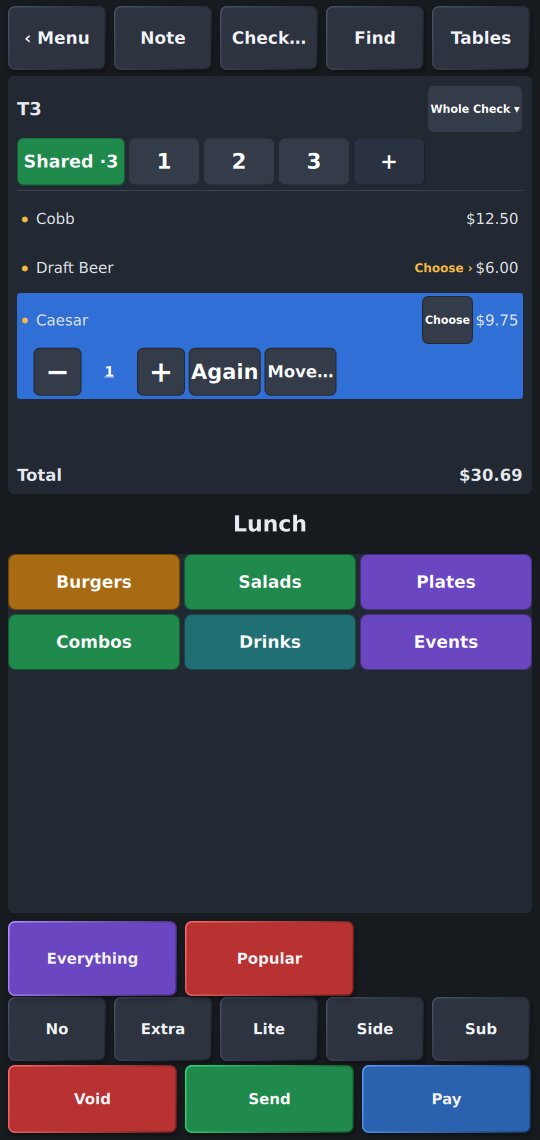 ‹ Menu Note Check… Find Tables
T3 Whole Check ▾
Shared ·3 1 2 3 +
• Cobb $12.50
• Draft Beer Choose › $6.00
• Caesar Choose $9.75
− 1 + Again Move…
Total $30.69
Lunch
Burgers Salads Plates
Combos Drinks Events
Everything Popular
No Extra Lite Side Sub
Void Send Pay